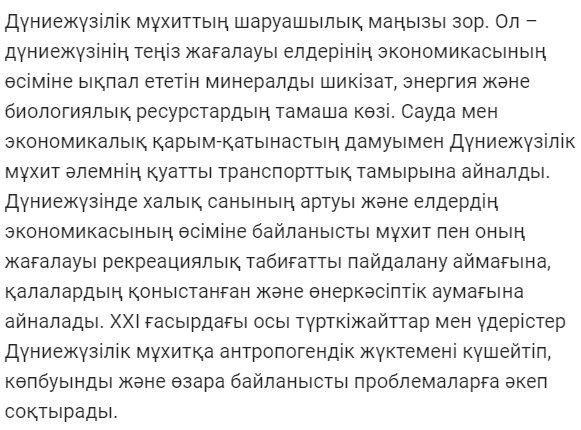 Дүниежүзілік мұхиттың шаруашылық маңызы зор. Ол –
дүниежүзінің теңіз жағалауы елдерінің экономикасының
өсіміне ықпал ететін минералды шикізат, энергия және
биологиялық ресурстардың тамаша көзі. Сауда мен
экономикалық қарым-қатынастың дамуымен Дүниежүзілік
мұхит әлемнің қуатты транспорттық тамырына айналды.
Дүниежүзінде халық санының артуы және елдердің
экономикасының өсіміне байланысты мұхит пен оның
жағалауы рекреациялық табиғатты пайдалану аймағына,
қалалардың қоныстанған және өнеркәсіптік аумағына
айналады. XXI ғасырдағы осы түрткіжайттар мен үдерістер
Дүниежүзілік мұхитқа антропогендік жүктемені күшейтіп,
көпбуынды және өзара байланысты проблемаларға әкеп
соқтырады.